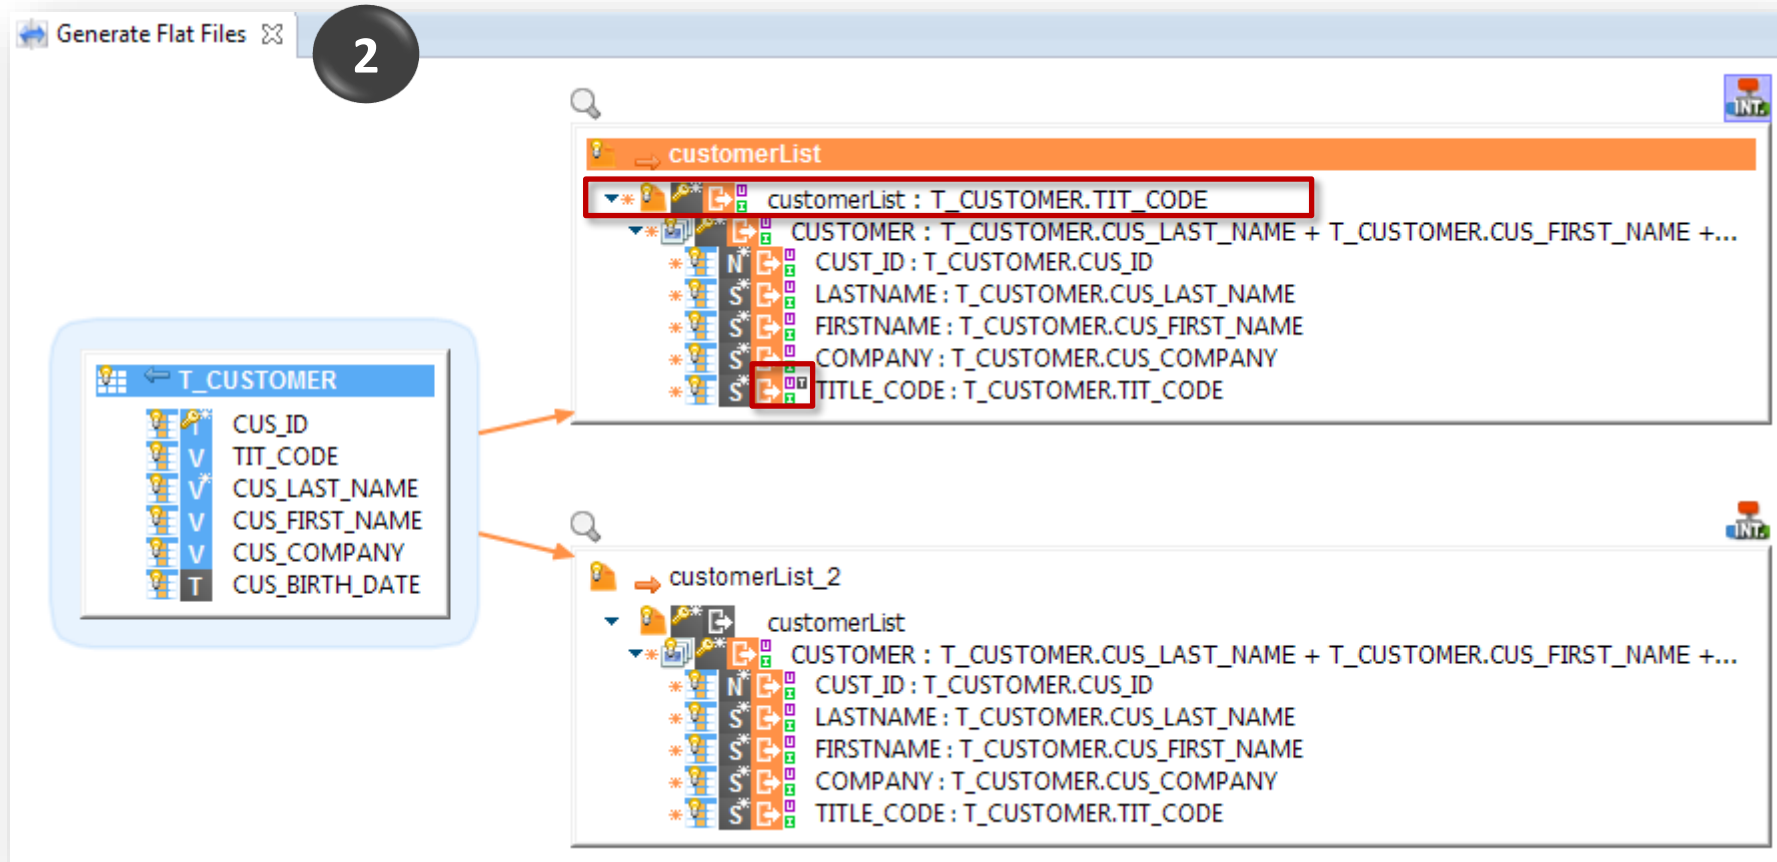 Generate Flat Files
2
INT.
customerList
customerList : T_CUSTOMER.TIT_CODE
CUSTOMER : T_CUSTOMER.CUS_LAST_NAME + T_CUSTOMER.CUS_FIRST_NAME +...
N CUST_ID : T_CUSTOMER.CUS_ID
S LASTNAME : T_CUSTOMER.CUS_LAST_NAME
S FIRSTNAME : T_CUSTOMER.CUS_FIRST_NAME
S COMPANY : T_CUSTOMER.CUS_COMPANY
S T TITLE_CODE : T_CUSTOMER.TIT_CODE
T_CUSTOMER
CUS_ID
V TIT_CODE
V CUS_LAST_NAME
V CUS_FIRST_NAME
V CUS_COMPANY
T CUS_BIRTH_DATE
INT.
customerList_2
customerList
CUSTOMER : T_CUSTOMER.CUS_LAST_NAME + T_CUSTOMER.CUS_FIRST_NAME +...
N CUST_ID : T_CUSTOMER.CUS_ID
S LASTNAME : T_CUSTOMER.CUS_LAST_NAME
S FIRSTNAME : T_CUSTOMER.CUS_FIRST_NAME
S COMPANY : T_CUSTOMER.CUS_COMPANY
S TITLE_CODE : T_CUSTOMER.TIT_CODE